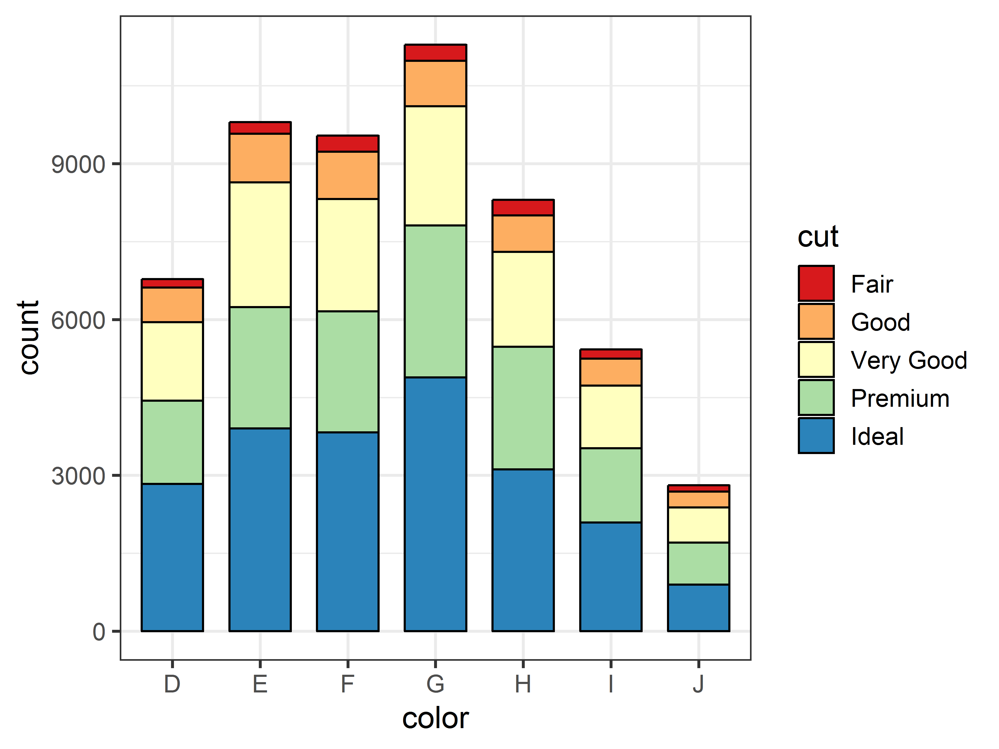 count
9000
6000
3000
0
D E F G H I J
color
cut
Fair
Good
Very Good
Premium
Ideal